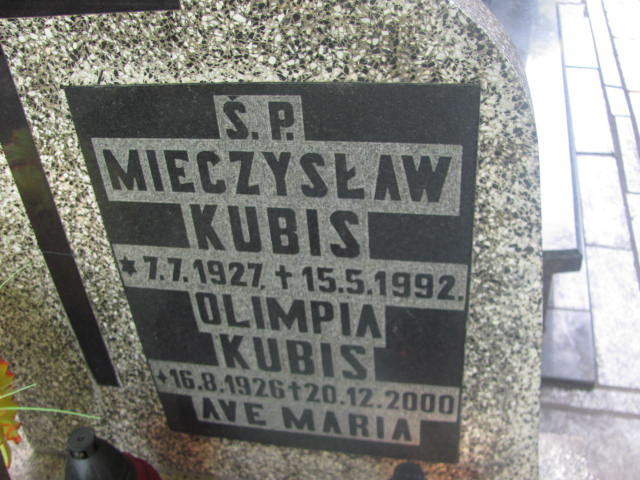 Ś. P.
MIECZYSŁAW
KUBIS
* 7.7.1927. † 15.5.1992.
OLIMPIA
KUBIS
* 16.8.1926 † 20.12.2000
AVE MARIA